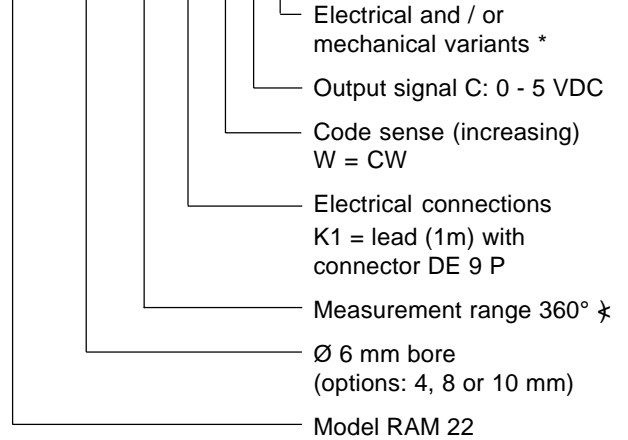 Electrical and / or
mechanical variants *
Output signal C: 0 - 5 VDC
Code sense (increasing)
W = CW
Electrical connections
K1 = lead (1m) with
connector DE 9 P
Measurement range 360° ∢
Ø 6 mm bore
(options: 4, 8 or 10 mm)
Model RAM 22